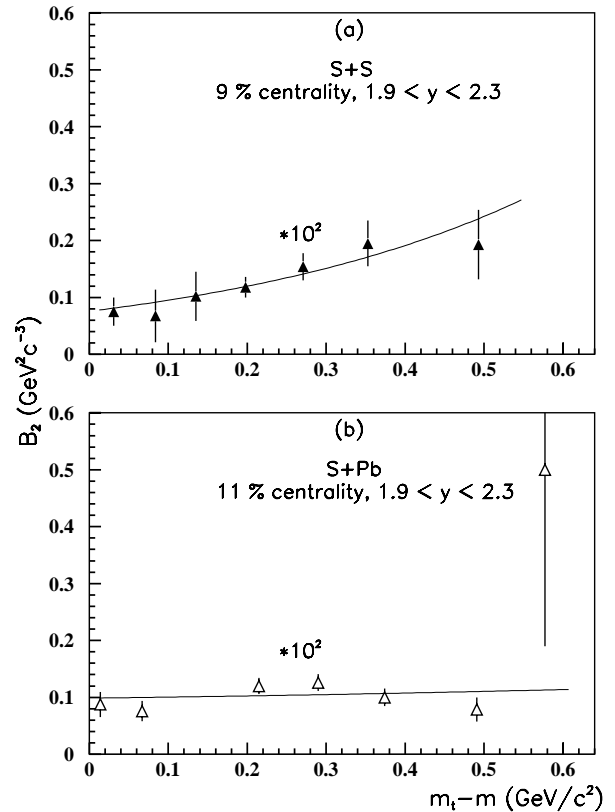 (a)
S+S
9 % centrality, 1.9 < y < 2.3
*10²
0.6
0.5
0.4
0.3
0.2
0.1
0
0 0.1 0.2 0.3 0.4 0.5 0.6
B₂ (GeV²c⁻³)
(b)
S+Pb
11 % centrality, 1.9 < y < 2.3
*10²
0.6
0.5
0.4
0.3
0.2
0.1
0
0 0.1 0.2 0.3 0.4 0.5 0.6
mₜ−m (GeV/c²)